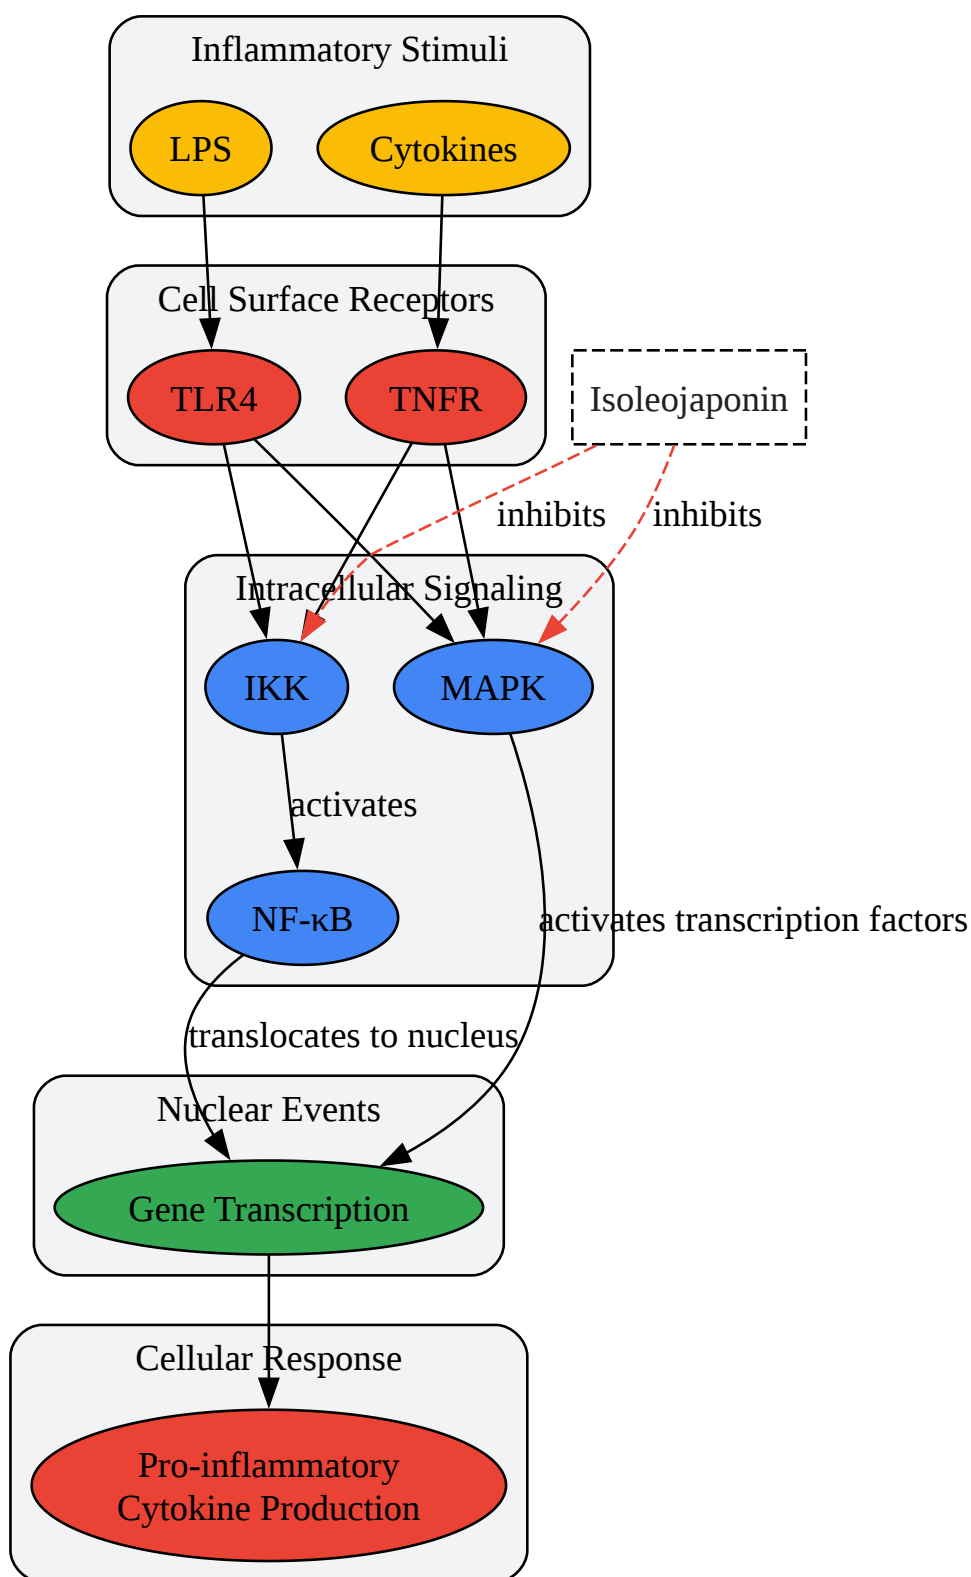 Inflammatory Stimuli
LPS
Cytokines
Cell Surface Receptors
TLR4
TNFR
Isoleojaponin
inhibits
inhibits
Intracellular Signaling
IKK
MAPK
activates
NF-κB
activates transcription factors
translocates to nucleus
Nuclear Events
Gene Transcription
Cellular Response
Pro-inflammatory
Cytokine Production